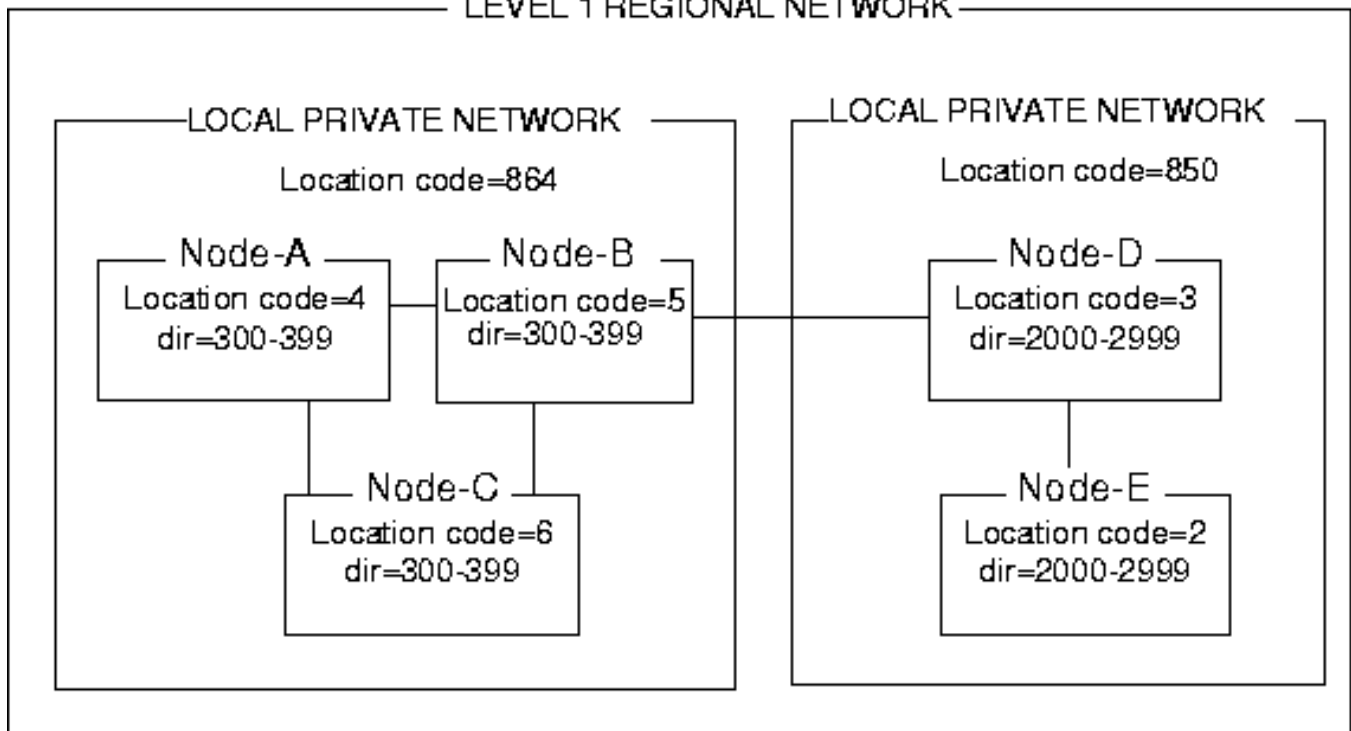 LEVEL 1 REGIONAL NETWORK
LOCAL PRIVATE NETWORK
Location code=864
Node-A
Location code=4
dir=300-399
Node-B
Location code=5
dir=300-399
Node-C
Location code=6
dir=300-399
LOCAL PRIVATE NETWORK
Location code=850
Node-D
Location code=3
dir=2000-2999
Node-E
Location code=2
dir=2000-2999